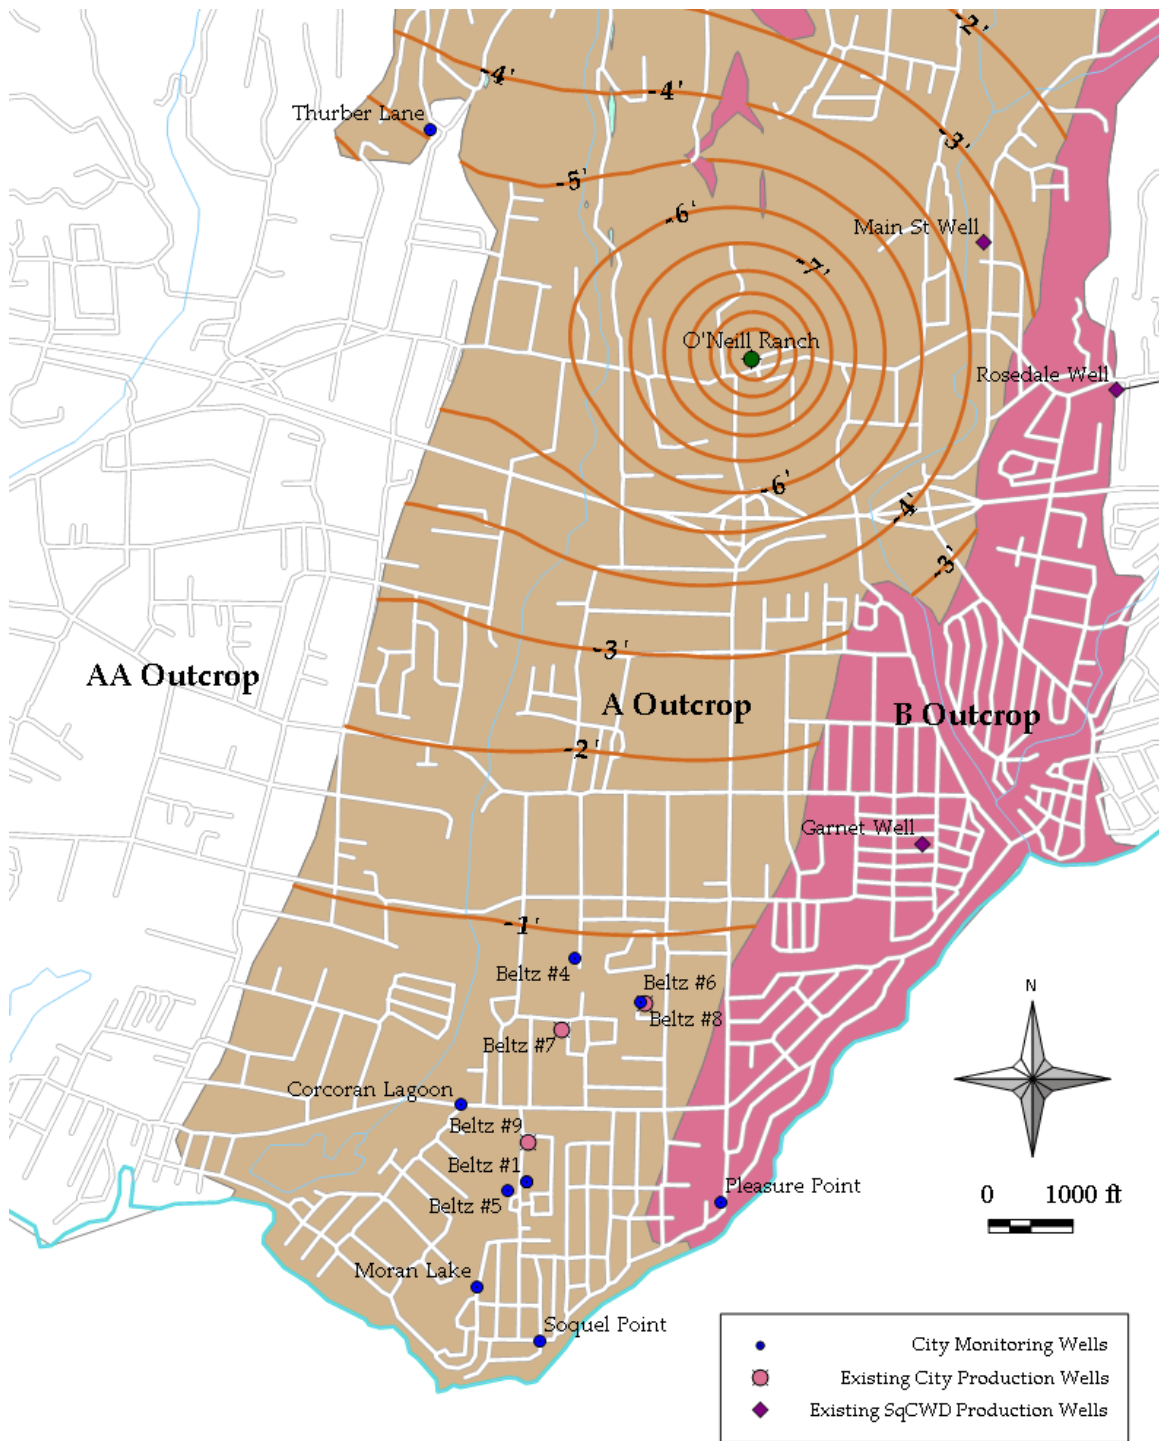 -2'
-4'
-4'
Thurber Lane
-3'
-5'
-6'
Main St Well
-7'
O'Neill Ranch
Rosedale Well
-6'
-4'
-3'
-3'
AA Outcrop
A Outcrop
B Outcrop
-2'
Garnet Well
-1'
Beltz #4
Beltz #6
Beltz #8
Beltz #7
N
Corcoran Lagoon
Beltz #9
Beltz #1
Beltz #5
Pleasure Point
0 1000 ft
Moran Lake
Soquel Point
City Monitoring Wells
Existing City Production Wells
Existing SqCWD Production Wells